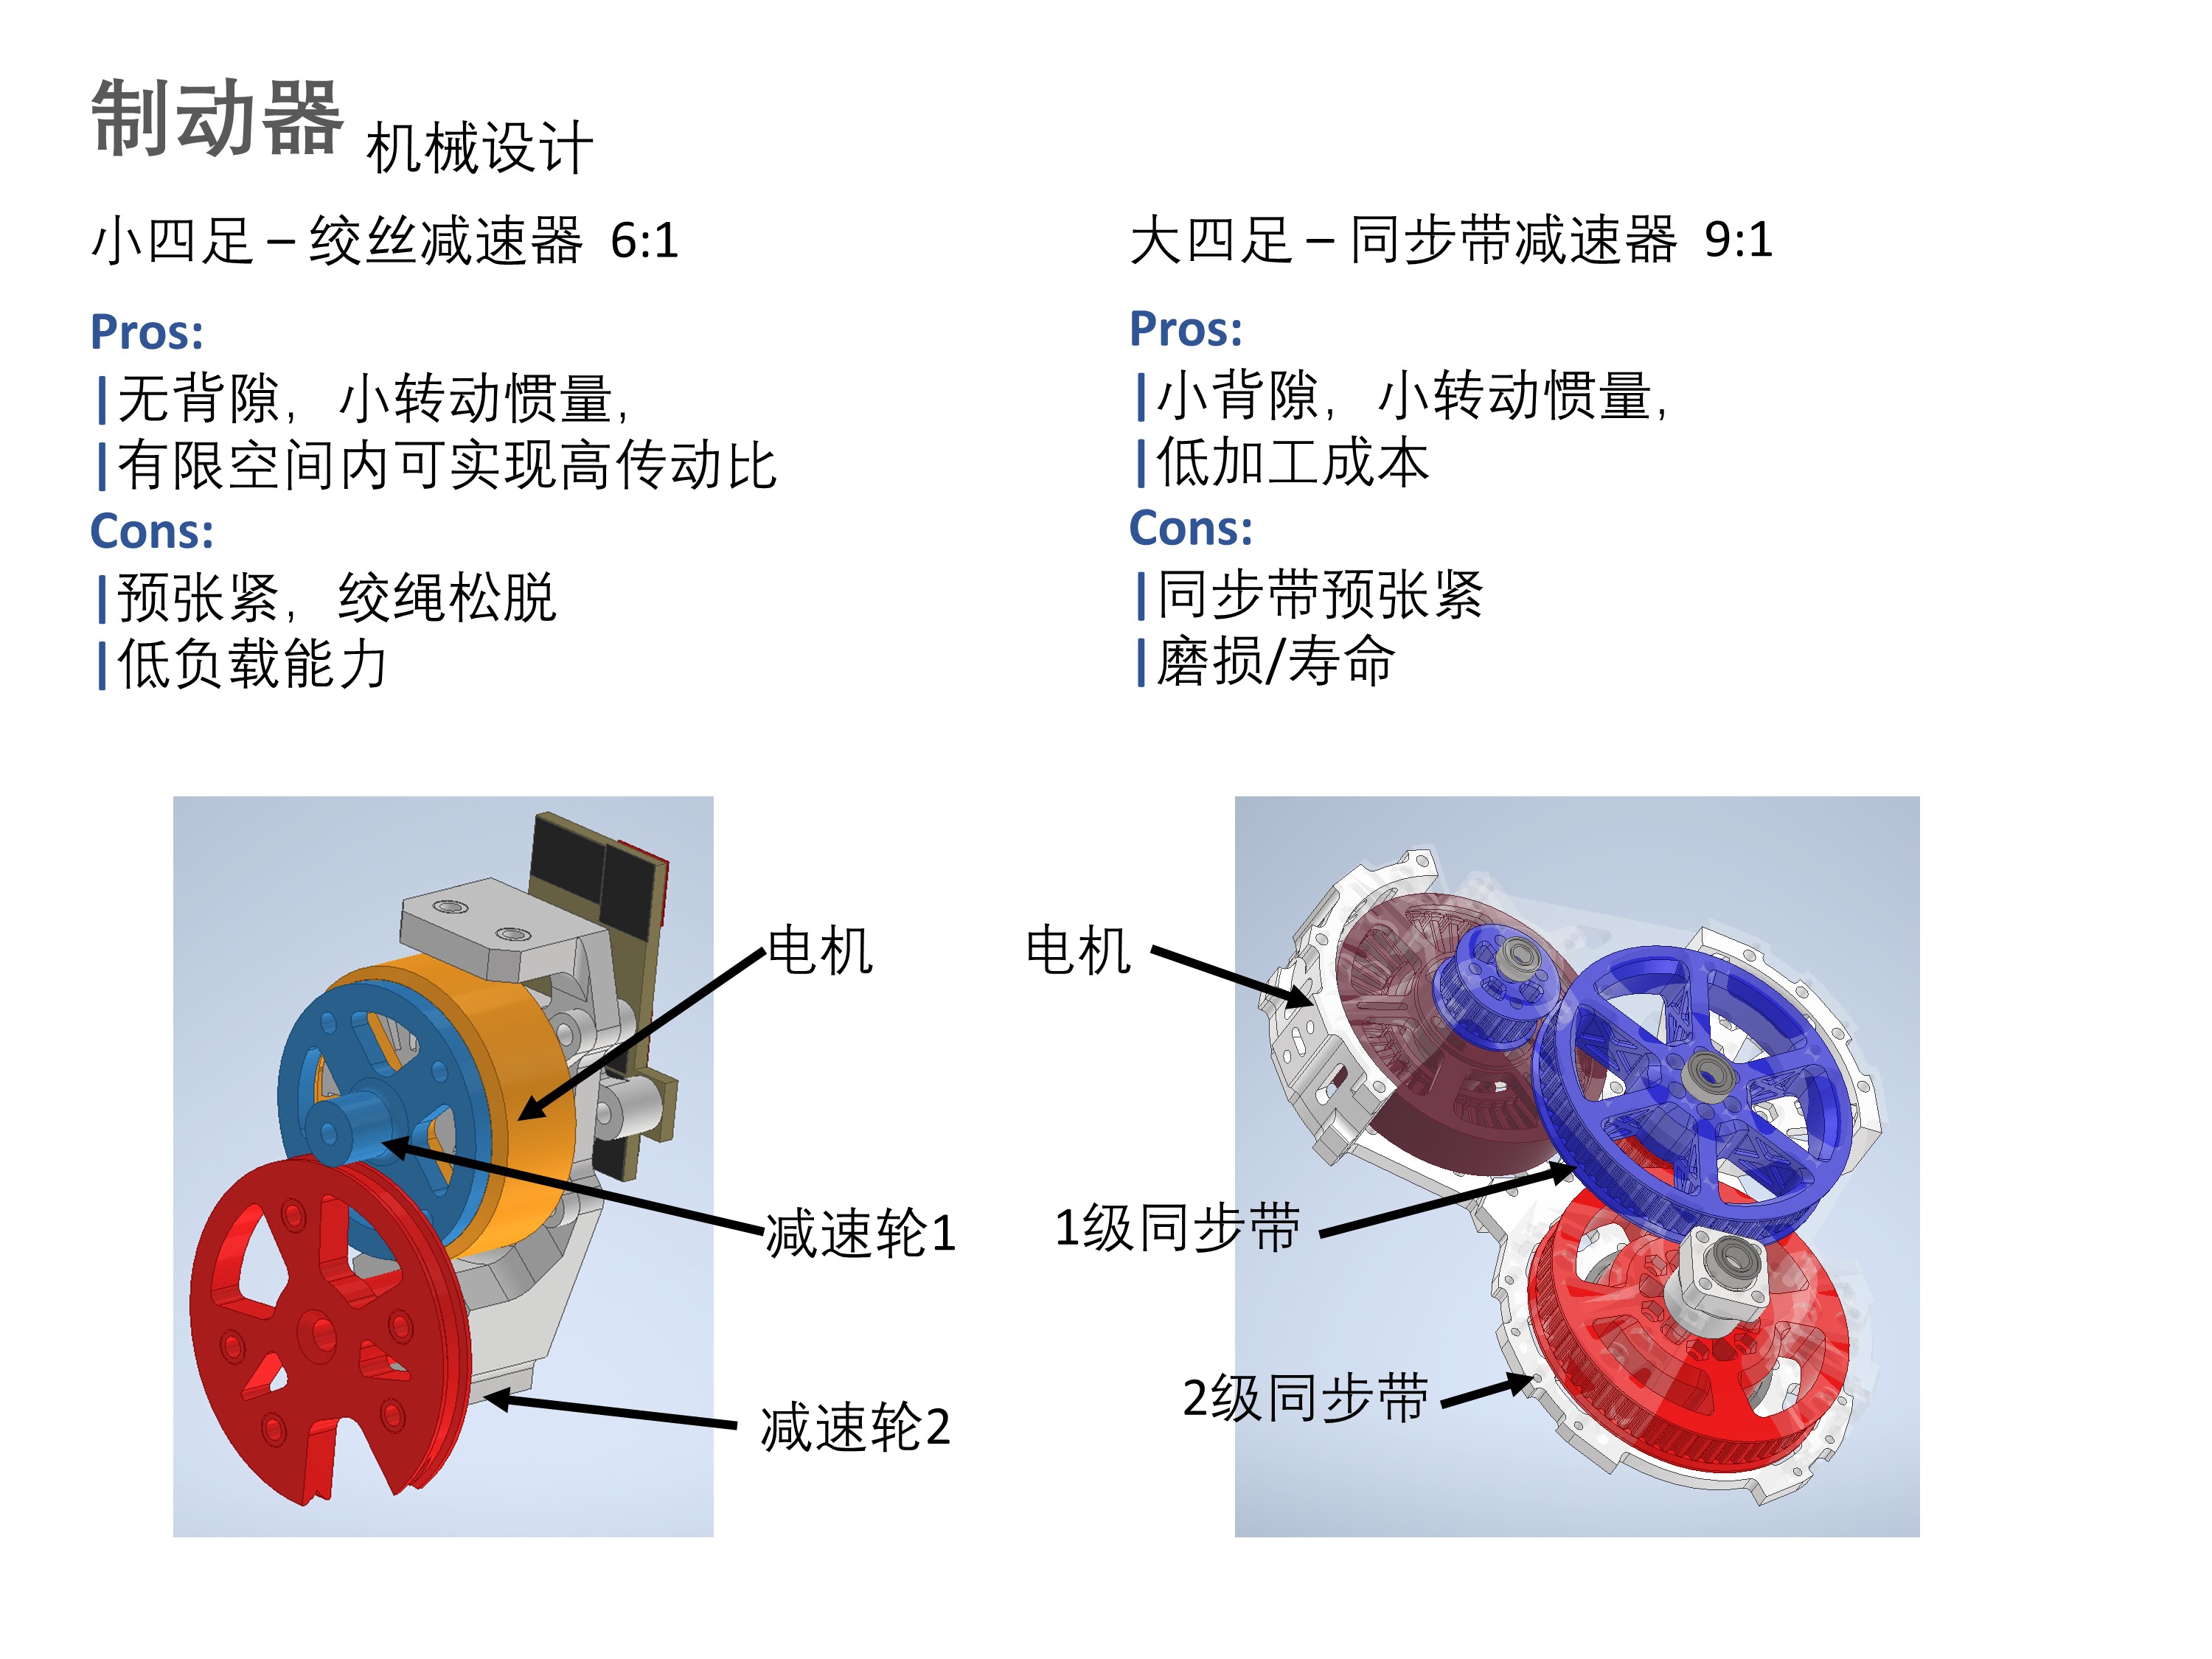 制动器 机械设计
小四足 – 绞丝减速器 6:1
Pros:
|无背隙，小转动惯量，
|有限空间内可实现高传动比
Cons:
|预张紧，绞绳松脱
|低负载能力
大四足 – 同步带减速器 9:1
Pros:
|小背隙，小转动惯量，
|低加工成本
Cons:
|同步带预张紧
|磨损/寿命
电机
减速轮1
减速轮2
电机
1级同步带
2级同步带